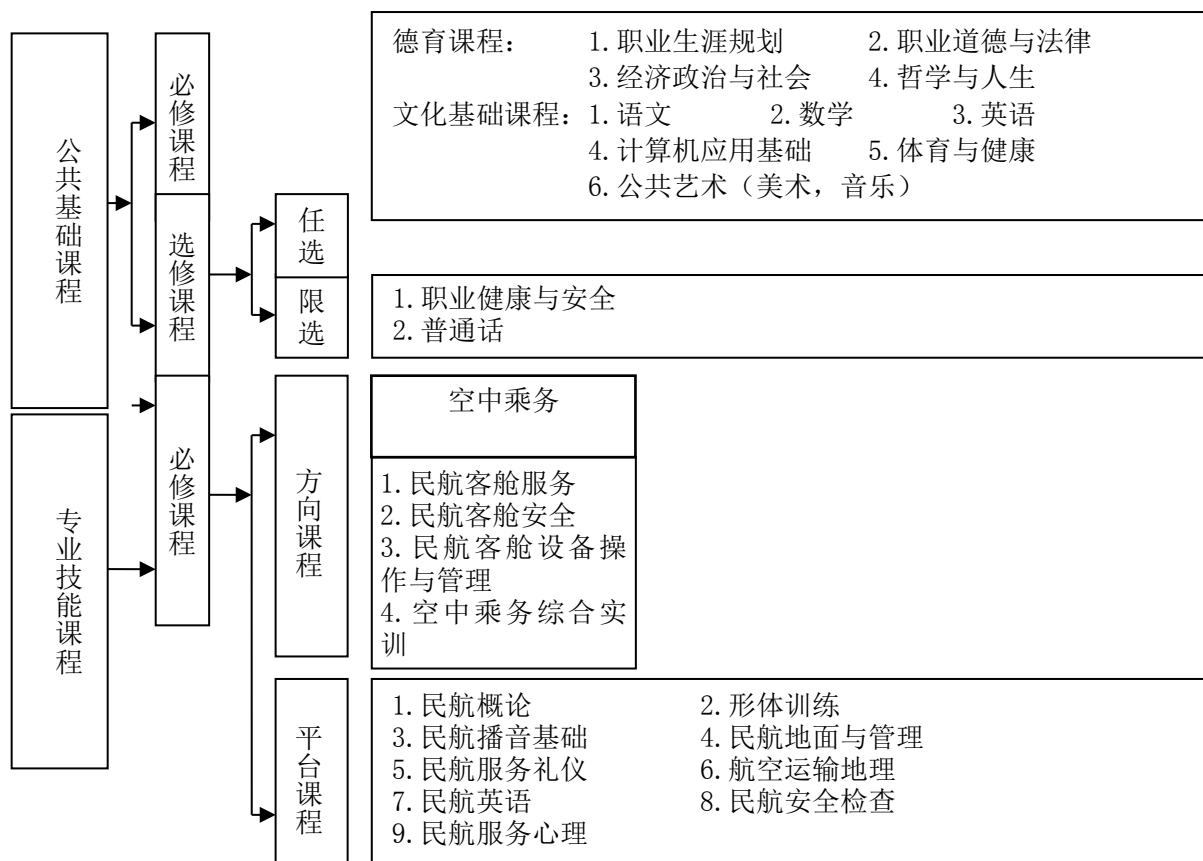 公共基础课程
必修课程
选修课程
任选
限选
德育课程： 1.职业生涯规划 2.职业道德与法律
3.经济政治与社会 4.哲学与人生
文化基础课程：1.语文 2.数学 3.英语
4.计算机应用基础 5.体育与健康
6.公共艺术（美术，音乐）
1.职业健康与安全
2.普通话
专业技能课程
必修课程
方向课程
空中乘务
1.民航客舱服务
2.民航客舱安全
3.民航客舱设备操
作与管理
4.空中乘务综合实
训
平台课程
1.民航概论 2.形体训练
3.民航播音基础 4.民航地面与管理
5.民航服务礼仪 6.航空运输地理
7.民航英语 8.民航安全检查
9.民航服务心理